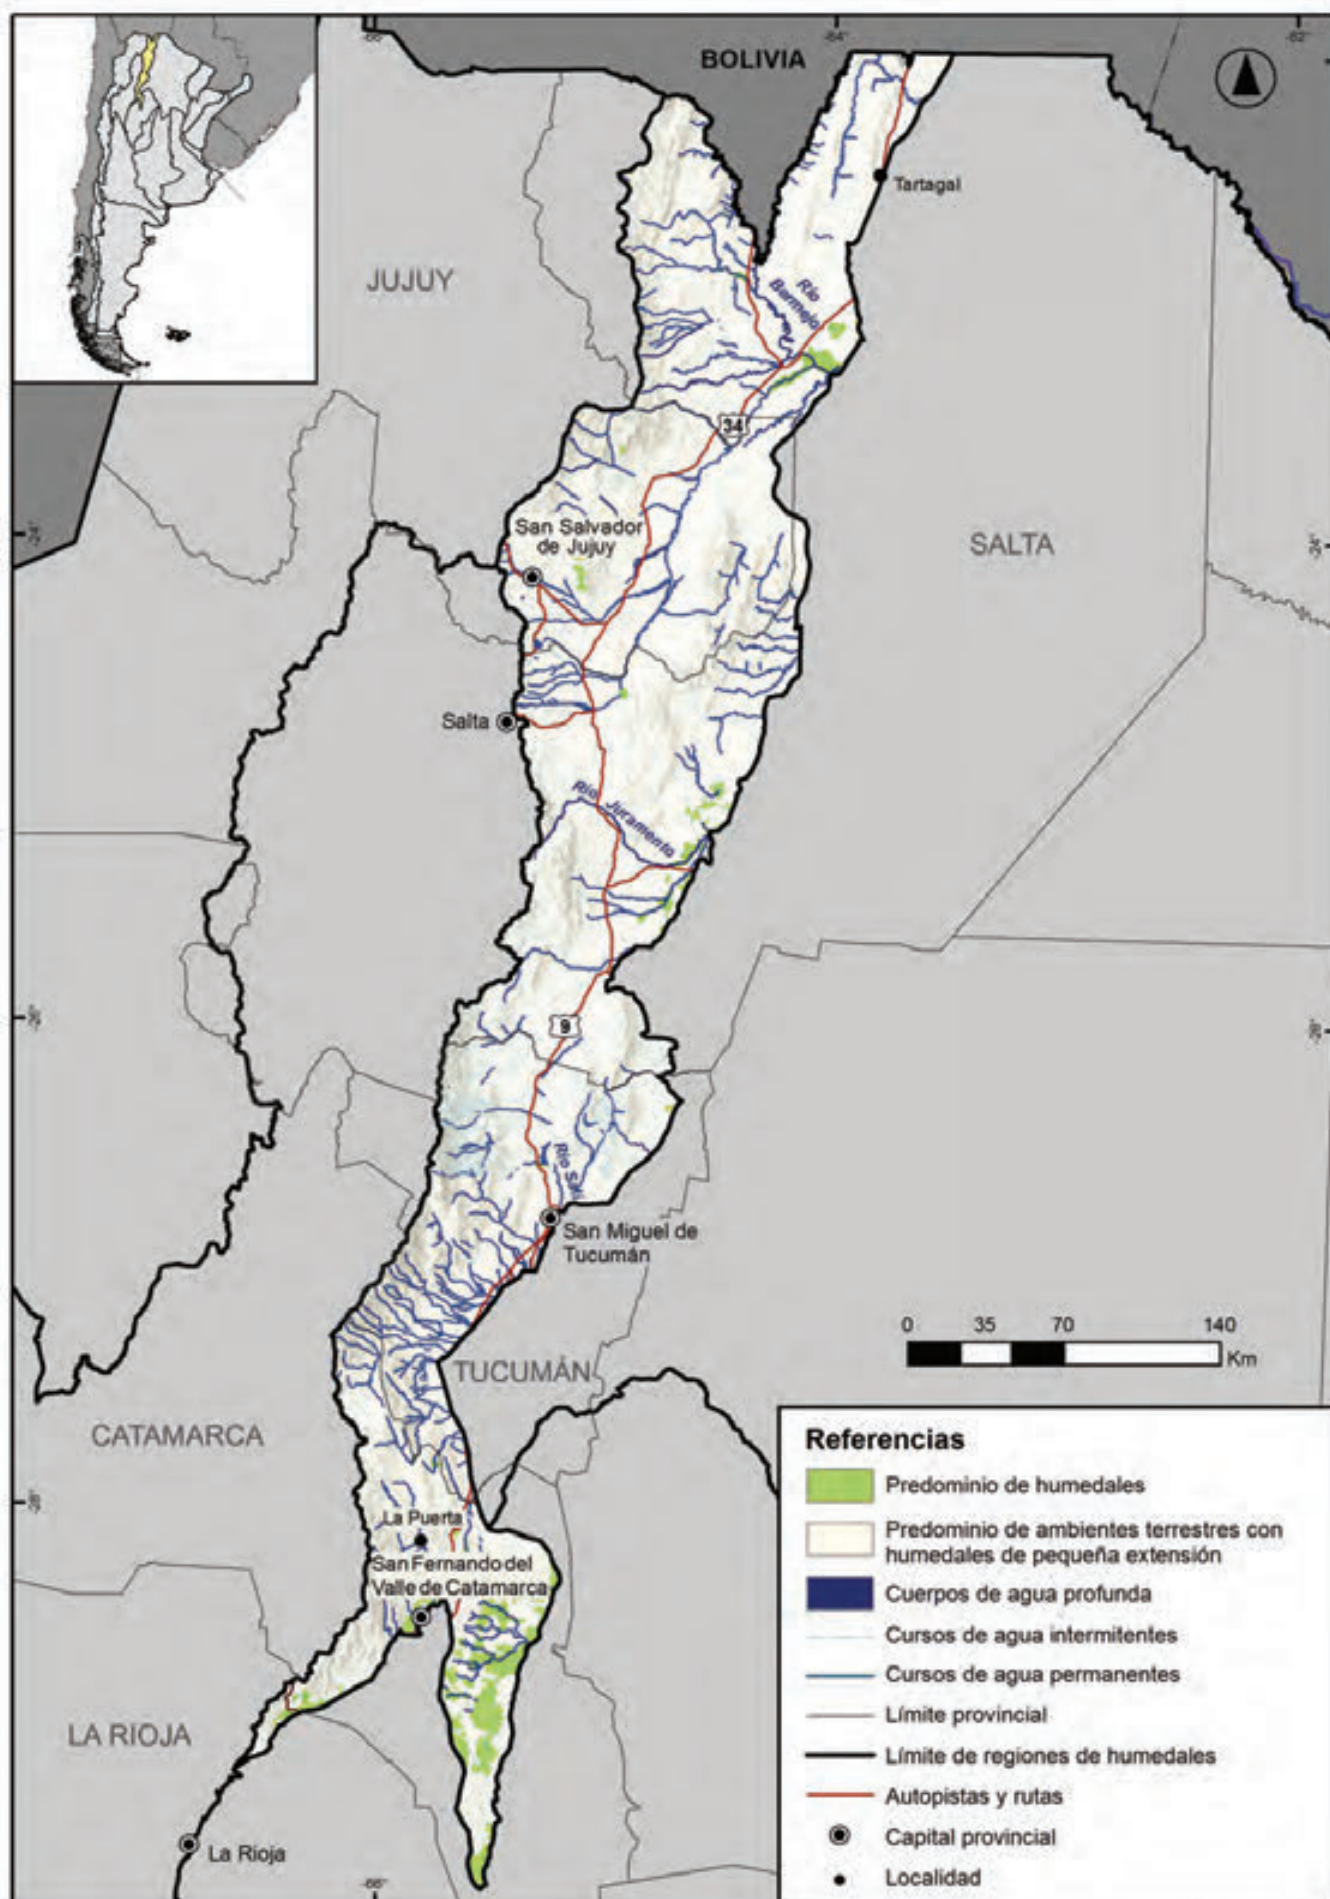 BOLIVIA
Tartagal
JUJUY
Río
Bermejo
34
San Salvador
de Jujuy
SALTA
Salta
Río Juramento
9
San Miguel de
Tucumán
0 35 70 140
Km
TUCUMÁN
CATAMARCA
La Puerta
San Fernando del
Valle de Catamarca
LA RIOJA
La Rioja
Referencias
Predominio de humedales
Predominio de ambientes terrestres con
humedales de pequeña extensión
Cuerpos de agua profunda
Cursos de agua intermitentes
Cursos de agua permanentes
Límite provincial
Límite de regiones de humedales
Autopistas y rutas
Capital provincial
Localidad